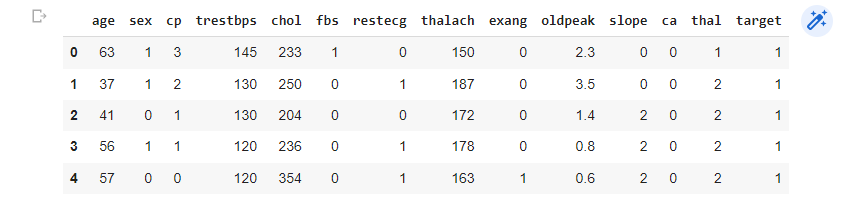 age sex cp trestbps chol fbs restecg thalach exang oldpeak slope ca thal target
0 63 1 3 145 233 1 0 150 0 2.3 0 0 1 1
1 37 1 2 130 250 0 1 187 0 3.5 0 0 2 1
2 41 0 1 130 204 0 0 172 0 1.4 2 0 2 1
3 56 1 1 120 236 0 1 178 0 0.8 2 0 2 1
4 57 0 0 120 354 0 1 163 1 0.6 2 0 2 1